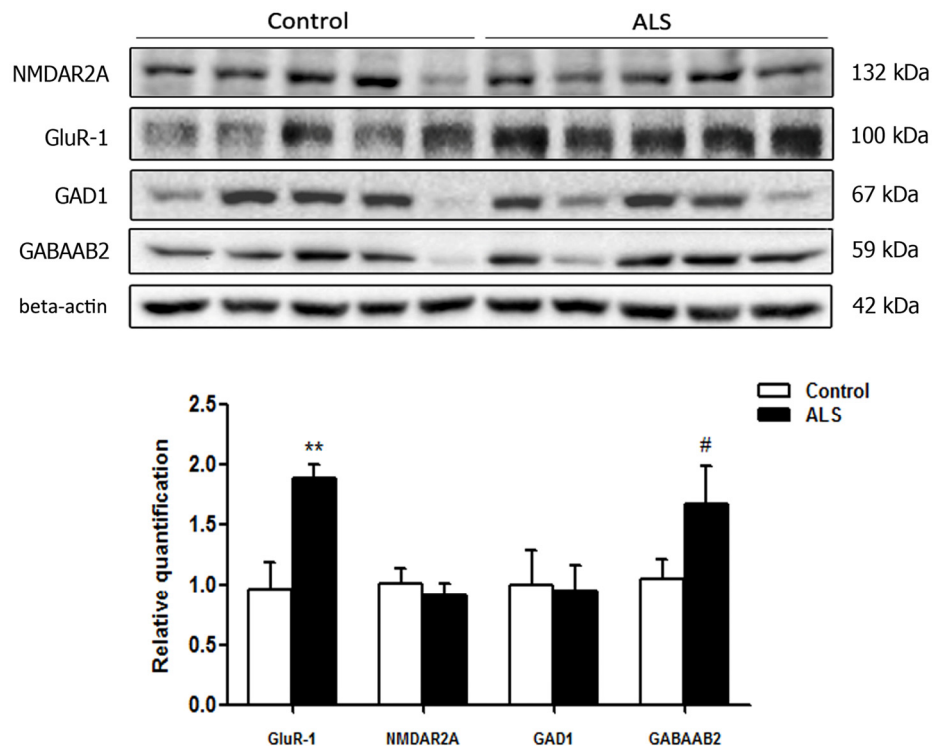 Control ALS
NMDAR2A 132 kDa
GluR-1 100 kDa
GAD1 67 kDa
GABAAB2 59 kDa
beta-actin 42 kDa
Control
ALS
Relative quantification
2.5
2.0
1.5
1.0
0.5
0.0
**
#
GluR-1 NMDAR2A GAD1 GABAAB2